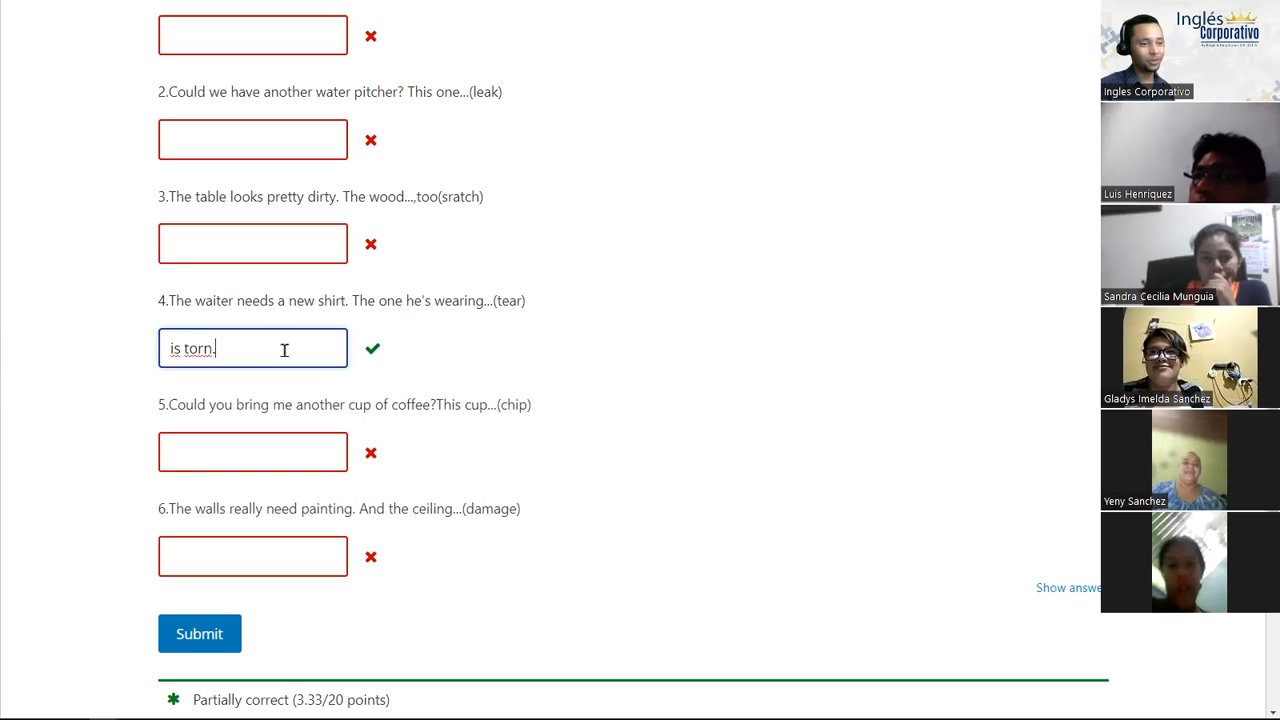 Inglés
Corporativo
Ingles Corporativo
2.Could we have another water pitcher? This one...(leak)
Luis Henriquez
3.The table looks pretty dirty. The wood...,too(sratch)
Sandra Cecilia Munguia
4.The waiter needs a new shirt. The one he's wearing...(tear)
is torn.
Gladys Imelda Sanchez
5.Could you bring me another cup of coffee?This cup...(chip)
Yeny Sanchez
6.The walls really need painting. And the ceiling...(damage)
Show answe
Submit
Partially correct (3.33/20 points)